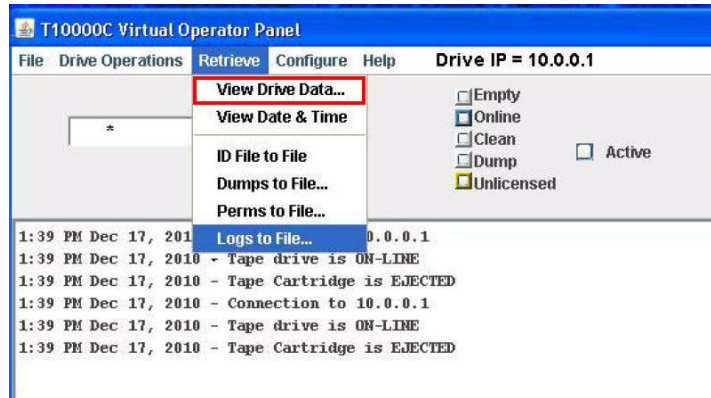 T10000C Virtual Operator Panel
File Drive Operations Retrieve Configure Help Drive IP = 10.0.0.1
View Drive Data...
View Date & Time
ID File to File
Dumps to File...
Perms to File...
Logs to File...
*
Empty
Online
Clean
Dump
Unlicensed
Active
1:39 PM Dec 17, 201 0.0.0.1
1:39 PM Dec 17, 2010 - Tape drive is ON-LINE
1:39 PM Dec 17, 2010 - Tape Cartridge is EJECTED
1:39 PM Dec 17, 2010 - Connection to 10.0.0.1
1:39 PM Dec 17, 2010 - Tape drive is ON-LINE
1:39 PM Dec 17, 2010 - Tape Cartridge is EJECTED